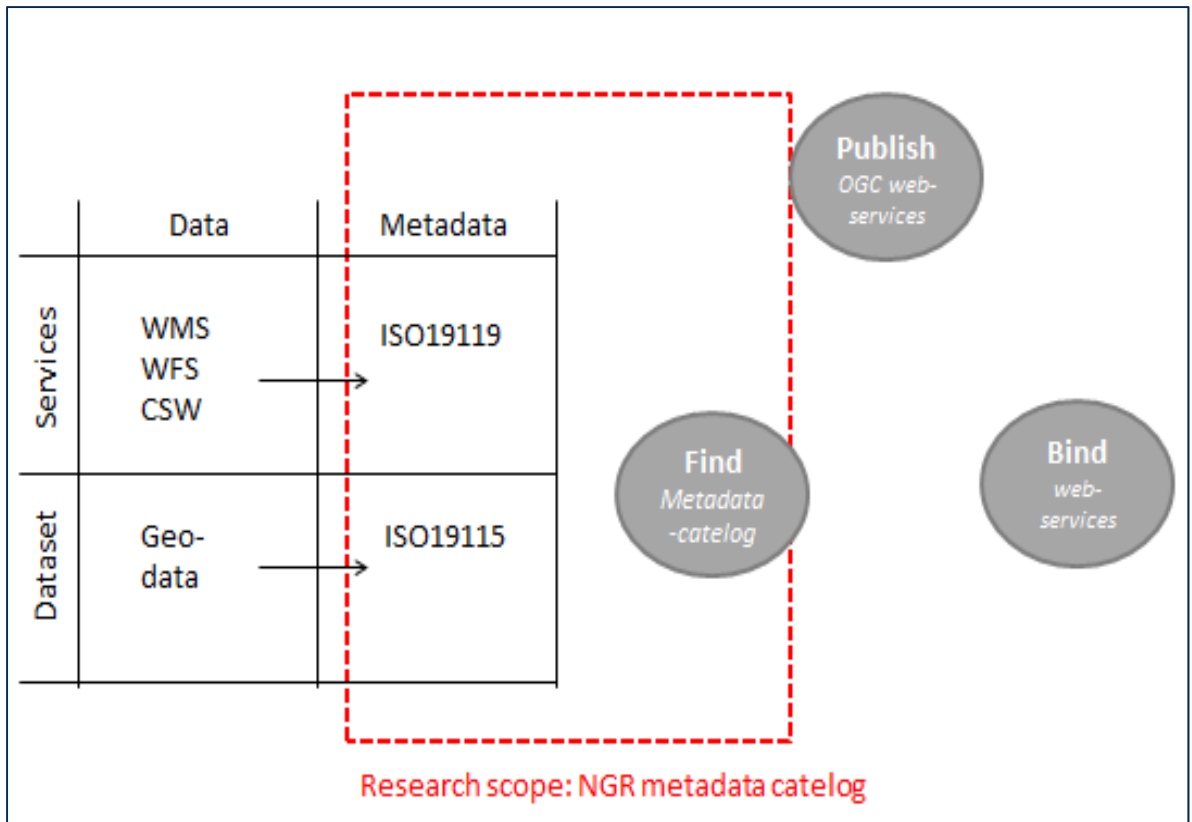 Publish
OGC web-
services
Data
Metadata
Services
WMS
WFS
CSW
ISO19119
Find
Metadata
-catelog
Bind
web-
services
Dataset
Geo-
data
ISO19115
Research scope: NGR metadata catelog